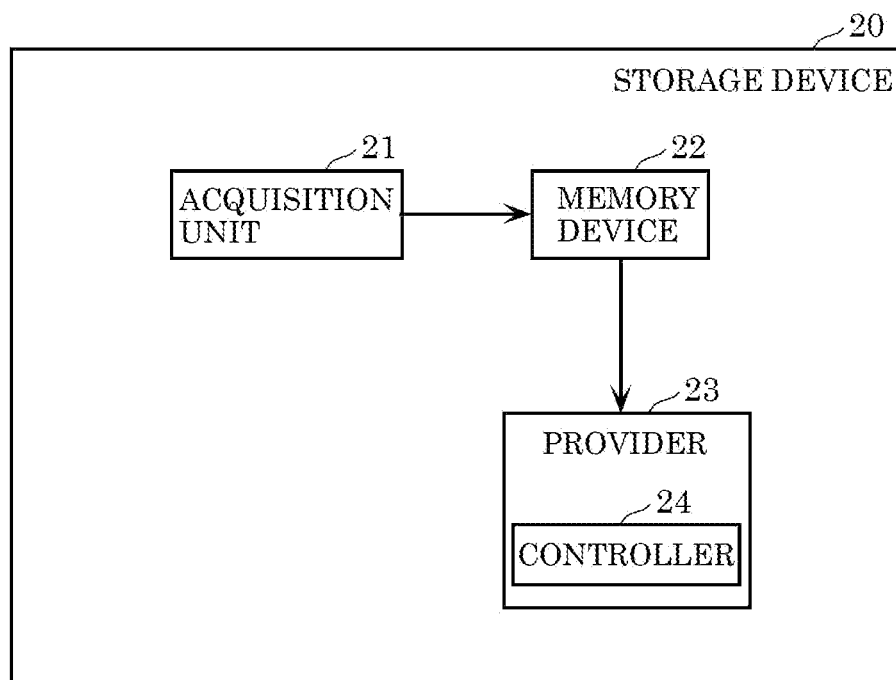 20
STORAGE DEVICE
21
ACQUISITION
UNIT
22
MEMORY
DEVICE
23
PROVIDER
24
CONTROLLER